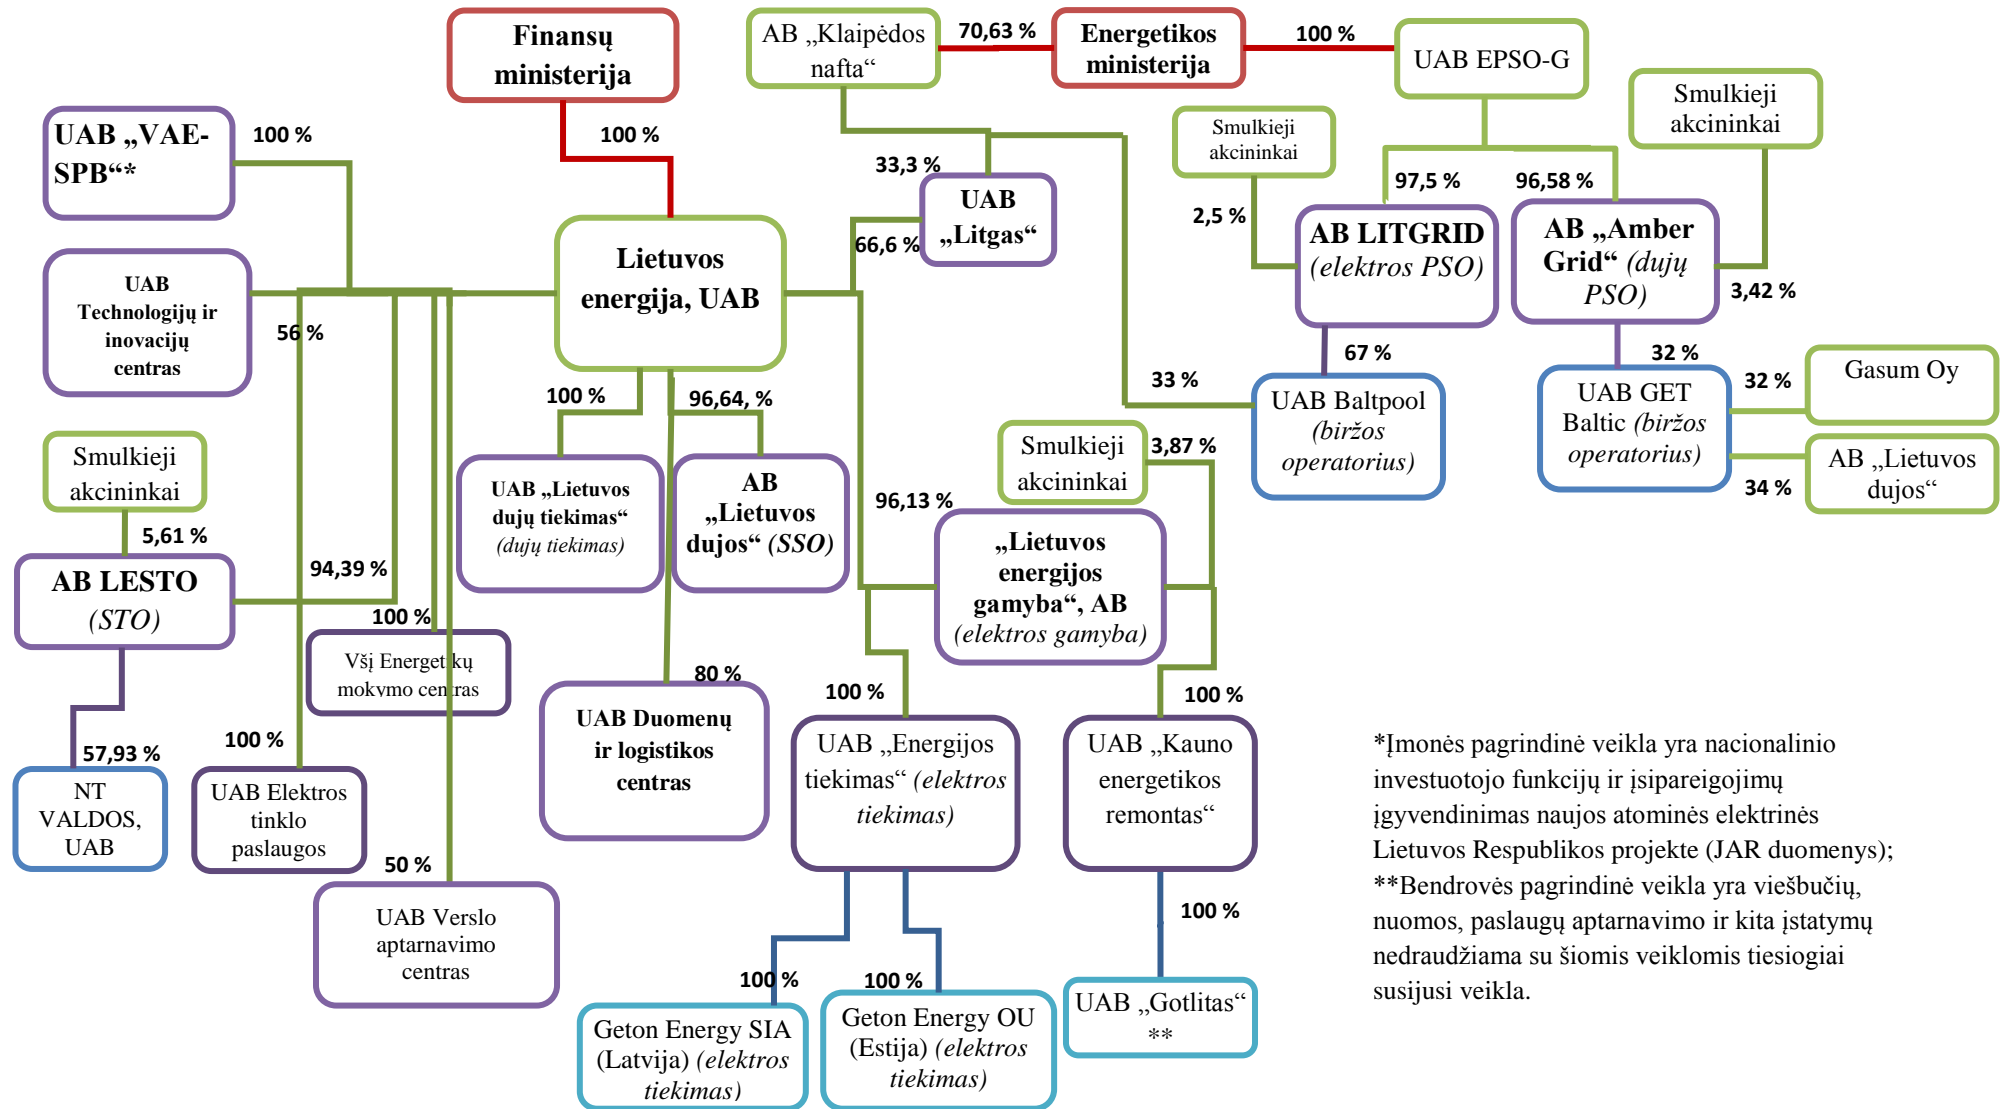 Finansų
ministerija
AB „Klaipėdos
nafta“
70,63 %
Energetikos
ministerija
100 %
UAB EPSO-G
Smulkieji
akcininkai
UAB „VAE-
SPB“*
100 %
100 %
Smulkieji
akcininkai
33,3 %
UAB
„Litgas“
66,6 %
2,5 %
97,5 %
96,58 %
AB LITGRID
(elektros PSO)
AB „Amber
Grid“ (dujų
PSO)
3,42 %
UAB
Technologijų ir
inovacijų
centras
56 %
Lietuvos
energija, UAB
67 %
32 %
33 %
UAB Baltpool
(biržos
operatorius)
UAB GET
Baltic (biržos
operatorius)
32 %
Gasum Oy
34 %
AB „Lietuvos
dujos“
100 %
96,64, %
Smulkieji
akcininkai
5,61 %
AB LESTO
(STO)
94,39 %
UAB „Lietuvos
dujų tiekimas“
(dujų tiekimas)
AB
„Lietuvos
dujos“ (SSO)
Smulkieji
akcininkai
3,87 %
96,13 %
„Lietuvos
energijos
gamyba“, AB
(elektros gamyba)
100 %
VšĮ Energetikų
mokymo centras
80 %
UAB Duomenų
ir logistikos
centras
100 %
UAB „Energijos
tiekimas“ (elektros
tiekimas)
100 %
UAB „Kauno
energetikos
remontas“
57,93 %
NT
VALDOS,
UAB
100 %
UAB Elektros
tinklo
paslaugos
50 %
UAB Verslo
aptarnavimo
centras
100 %
Geton Energy SIA
(Latvija) (elektros
tiekimas)
100 %
Geton Energy OU
(Estija) (elektros
tiekimas)
100 %
UAB „Gotlitas“
**
*Įmonės pagrindinė veikla yra nacionalinio
investuotojo funkcijų ir įsipareigojimų
įgyvendinimas naujos atominės elektrinės
Lietuvos Respublikos projekte (JAR duomenys);
**Bendrovės pagrindinė veikla yra viešbučių,
nuomos, paslaugų aptarnavimo ir kita įstatymų
nedraudžiama su šiomis veiklomis tiesiogiai
susijusi veikla.